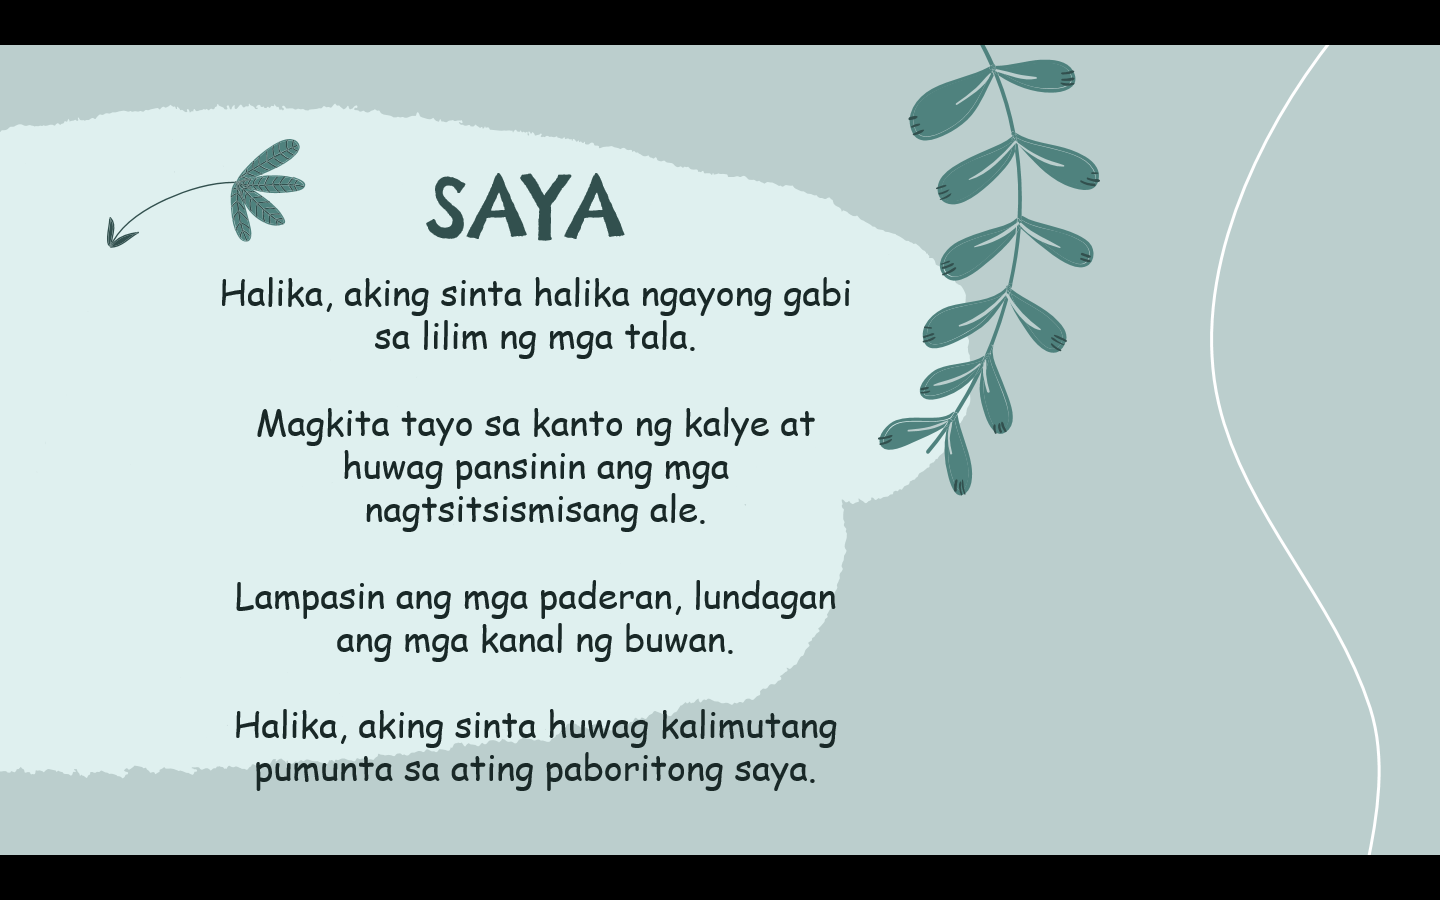 SAYA
Halika, aking sinta halika ngayong gabi
sa lilim ng mga tala.
Magkita tayo sa kanto ng kalye at
huwag pansinin ang mga
nagtsitsismisang ale.
Lampasin ang mga paderan, lundagan
ang mga kanal ng buwan.
Halika, aking sinta huwag kalimutang
pumunta sa ating paboritong saya.